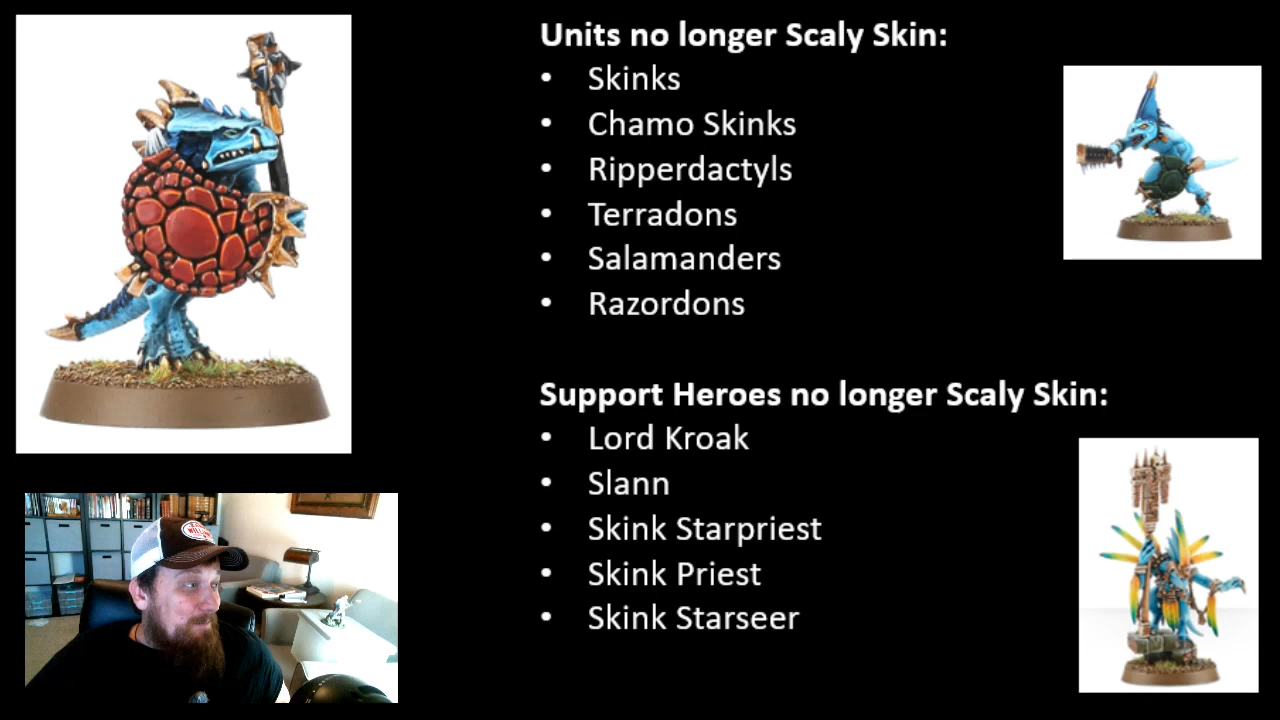 Units no longer Scaly Skin:
• Skinks
• Chamo Skinks
• Ripperdactyls
• Terradons
• Salamanders
• Razordons
Support Heroes no longer Scaly Skin:
• Lord Kroak
• Slann
• Skink Starpriest
• Skink Priest
• Skink Starseer